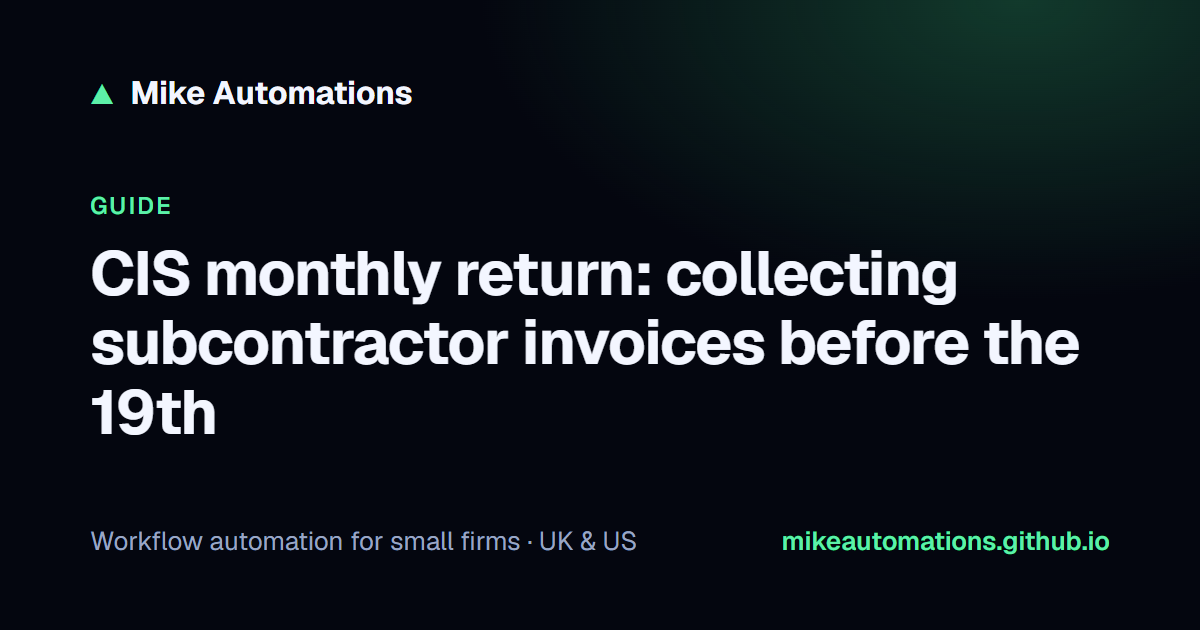 Mike Automations
GUIDE
CIS monthly return: collecting
subcontractor invoices before the
19th
Workflow automation for small firms · UK & US
mikeautomations.github.io